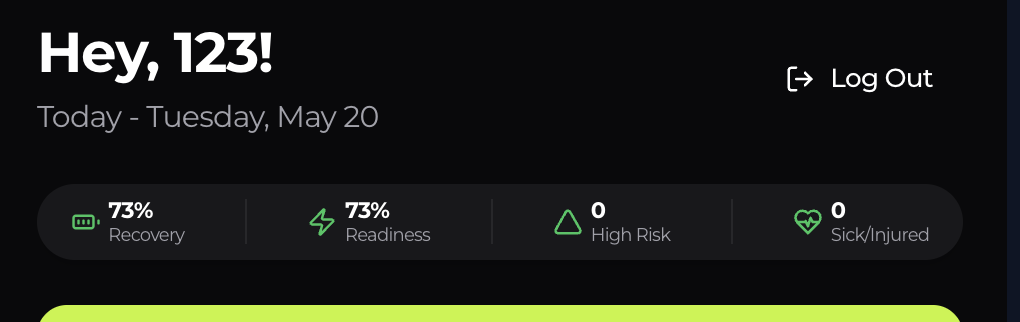 Hey, 123!
Log Out
Today - Tuesday, May 20
73%
Recovery
73%
Readiness
0
High Risk
0
Sick/Injured